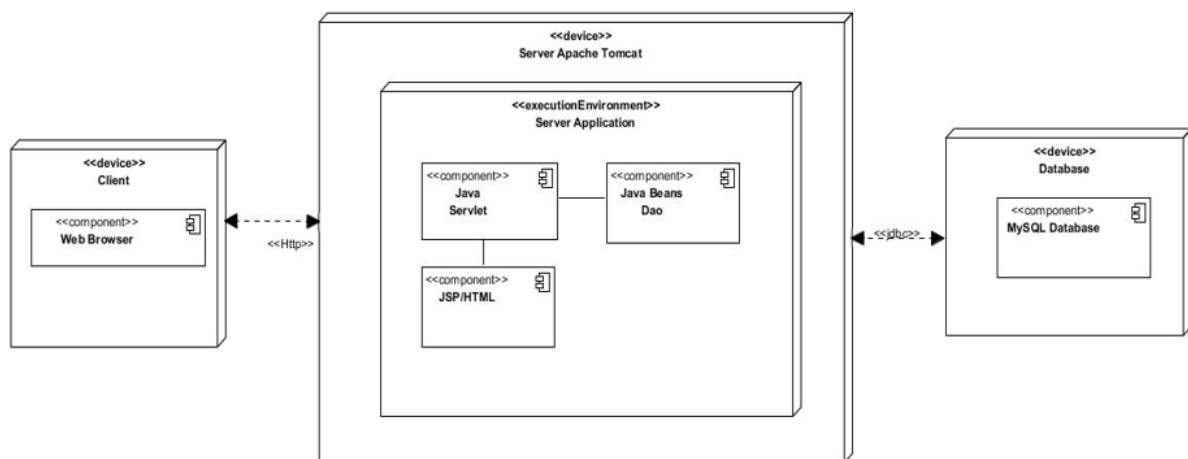 <<device>>
Server Apache Tomcat
<<executionEnvironment>>
Server Application
<<device>>
Client
<<component>>
Web Browser
<<Http>>
<<component>>
Java
Servlet
<<component>>
Java Beans
Dao
<<component>>
JSP/HTML
<<jdbc>>
<<device>>
Database
<<component>>
MySQL Database